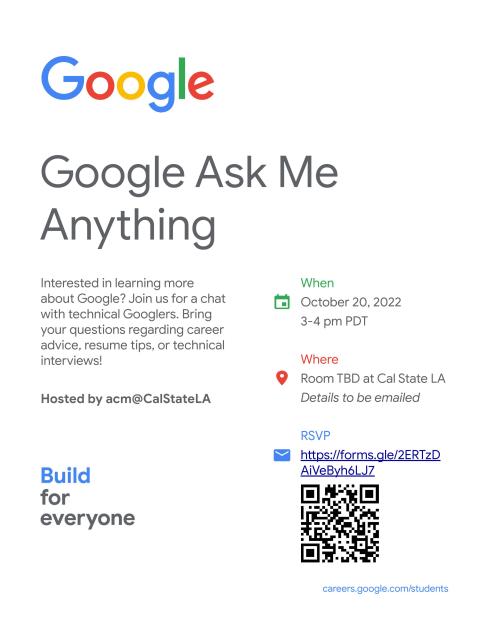 Google
Google Ask Me
Anything
Interested in learning more
about Google? Join us for a chat
with technical Googlers. Bring
your questions regarding career
advice, resume tips, or technical
interviews!
Hosted by acm@CalStateLA
Build
for
everyone
When
October 20, 2022
3-4 pm PDT
Where
Room TBD at Cal State LA
Details to be emailed
RSVP
https://forms.gle/2ERTzD
AiVeByh6LJ7
careers.google.com/students